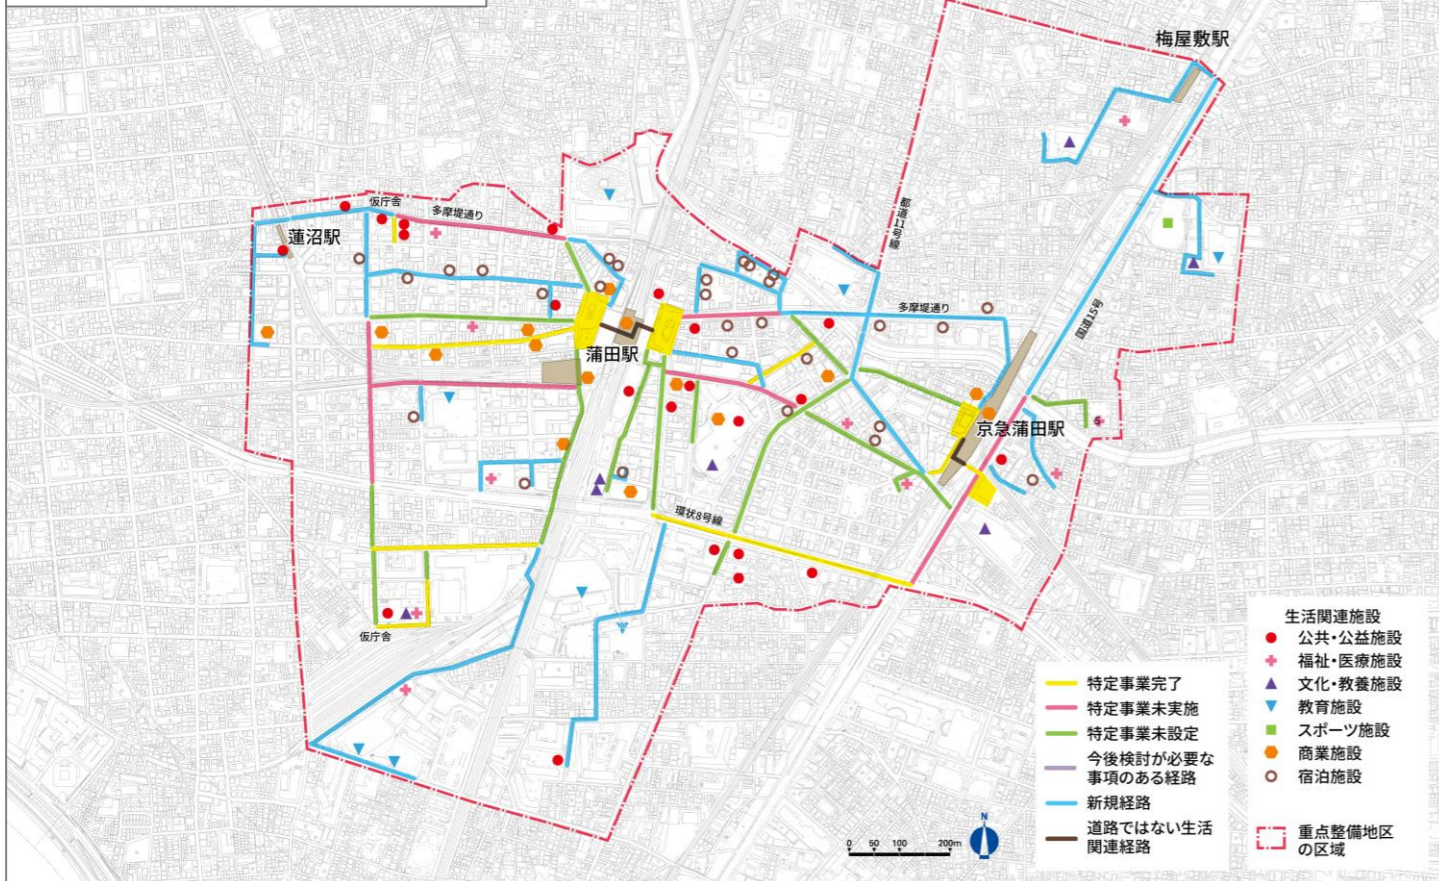 梅屋敷駅
仮庁舎
多摩堤通り
蓮沼駅
都道11号線
多摩堤通り
国道15号
蒲田駅
京急蒲田駅
環状8号線
仮庁舎
特定事業完了
特定事業未実施
特定事業未設定
今後検討が必要な
事項のある経路
新規経路
道路ではない生活
関連経路
生活関連施設
公共・公益施設
福祉・医療施設
文化・教養施設
教育施設
スポーツ施設
商業施設
宿泊施設
重点整備地区
の区域
0 50 100 200m
N